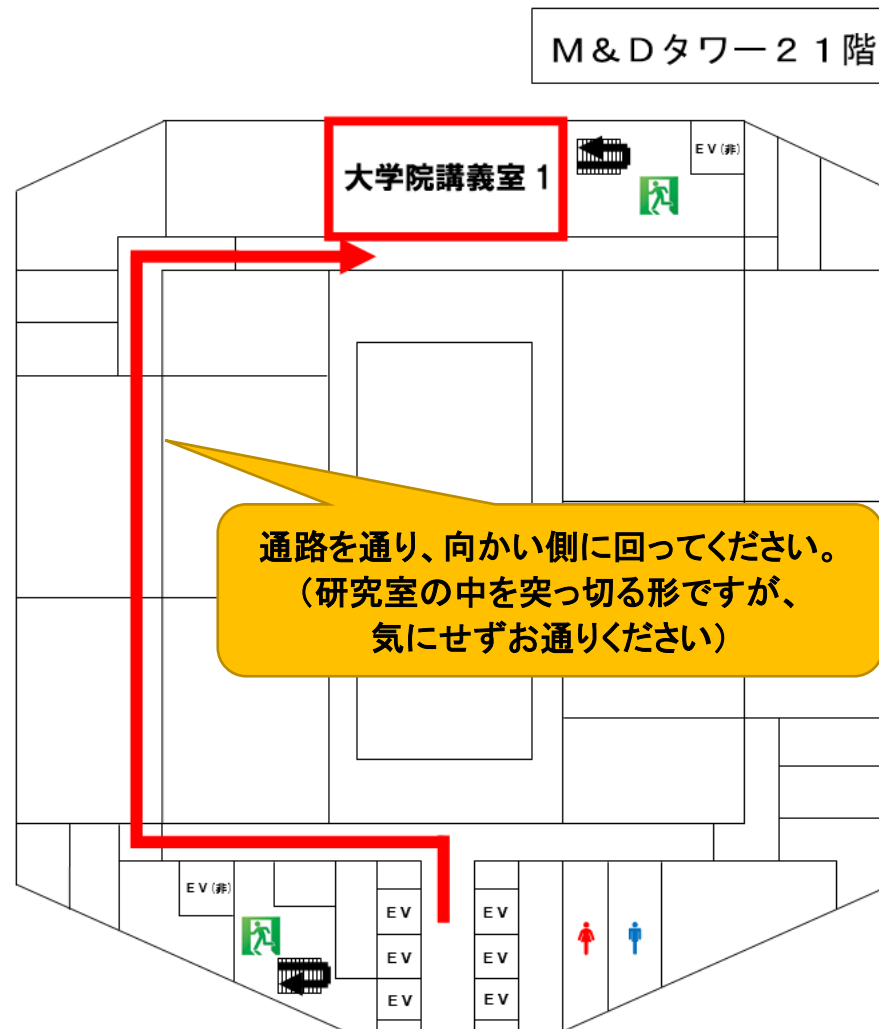 M&Dタワー21階
大学院講義室1
EV(非)
通路を通り、向かい側に回ってください。
(研究室の中を突っ切る形ですが、
気にせずお通りください)
EV(非)
EV
EV
EV
EV
EV
EV